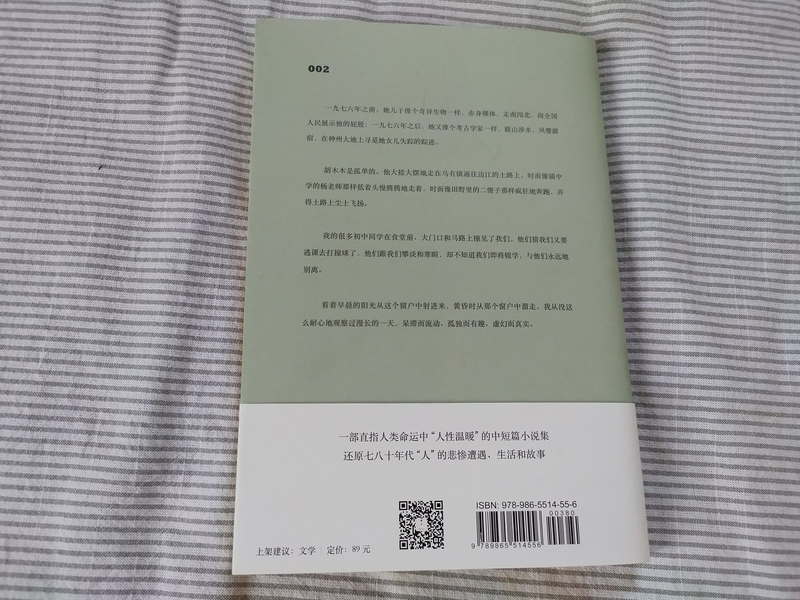 002
一九七六年之前，她儿子像个奇异生物一样，赤身裸体，走南闯北，向全国
人民展示他的屁股；一九七六年之后，她又像个考古学家一样，跋山涉水，风餐露
宿，在神州大地上寻觅她女儿失踪的踪迹。
胡木木是孤单的。他大摇大摆地走在乌有镇通往边江的土路上，时而像镇中
学的杨老师那样低着头慢腾腾地走着，时而像田野里的二傻子那样疯狂地奔跑，弄
得土路上尘土飞扬。
我的很多初中同学在食堂前、大门口和马路上撞见了我们，他们猜我们又要
逃课去打撞球了，他们跟我们攀谈和寒暄，却不知道我们即将辍学，与他们永远地
别离。
看着早晨的阳光从这个窗户中射进来，黄昏时从那个窗户中溜走。我从没这
么耐心地观察过漫长的一天，呆滞而流动，孤独而有趣，虚幻而真实。
一部直指人类命运中“人性温暖”的中短篇小说集
还原七八十年代“人”的悲惨遭遇、生活和故事
ISBN: 978-986-5514-55-6
00380
9 789865 514556
上架建议：文学 | 定价：89 元